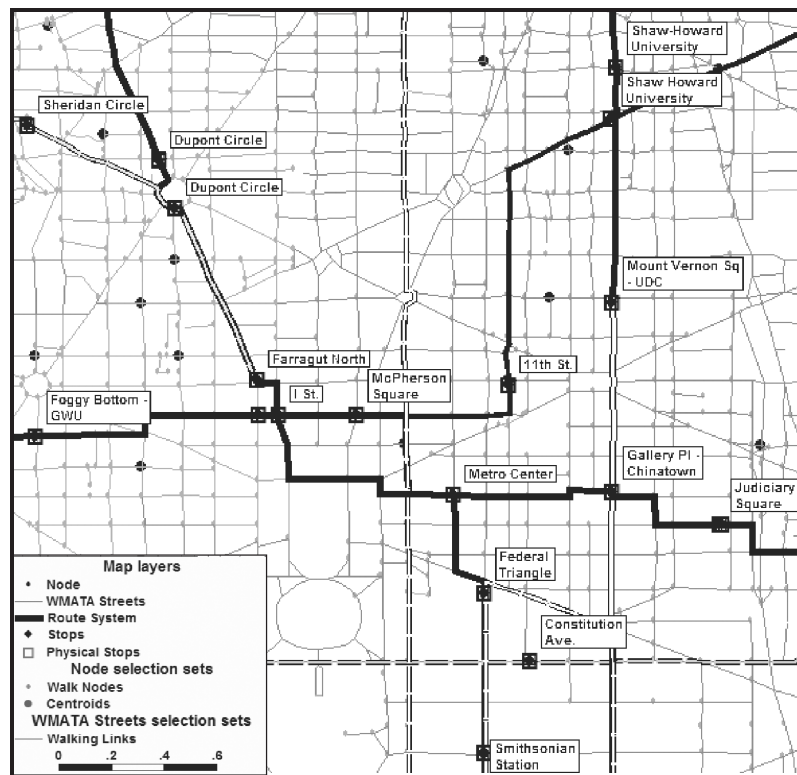 Shaw-Howard
University
Sheridan Circle
Shaw Howard
University
Dupont Circle
Dupont Circle
Mount Vernon Sq
- UDC
Farragut North
11th St.
McPherson
Square
I St.
Foggy Bottom -
GWU
Gallery Pl -
Chinatown
Metro Center
Judiciary
Square
Federal
Triangle
Constitution
Ave.
Smithsonian
Station
Map layers
Node
WMATA Streets
Route System
Stops
Physical Stops
Node selection sets
Walk Nodes
Centroids
WMATA Streets selection sets
Walking Links
0 .2 .4 .6